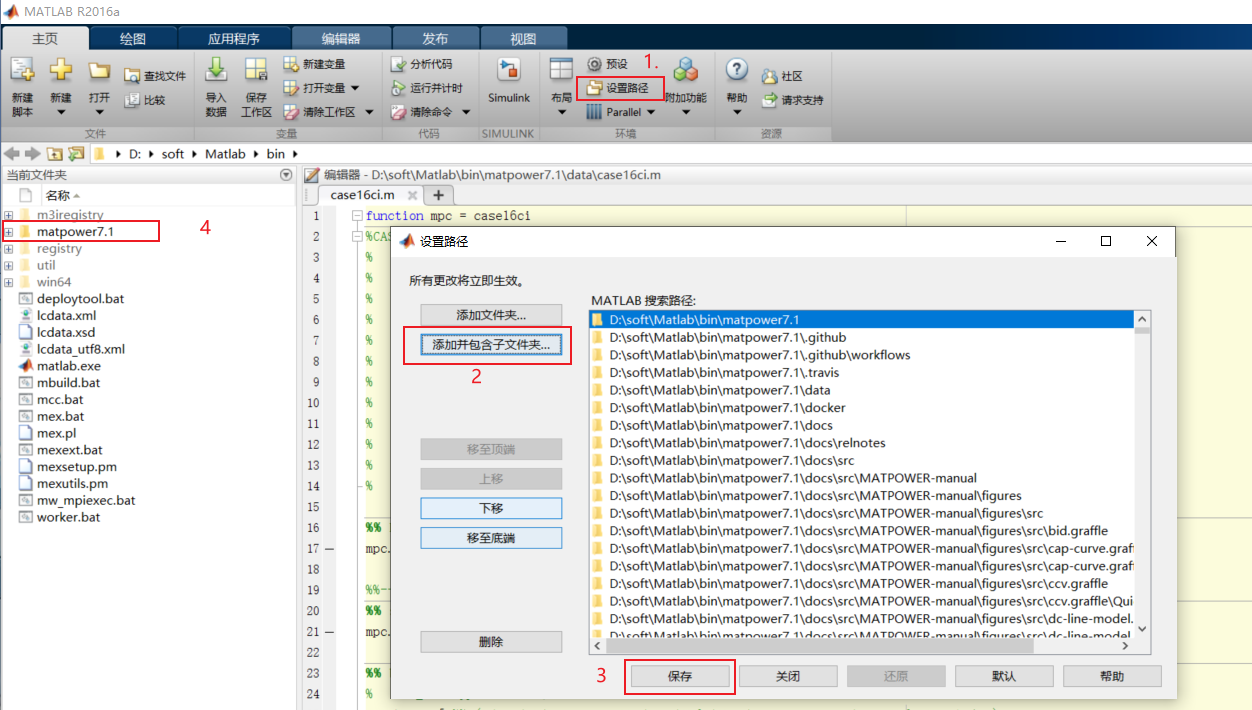 MATLAB R2016a
主页 绘图 应用程序 编辑器 发布 视图
新建脚本 新建 打开 查找文件 比较
导入数据 保存工作区 新建变量 打开变量 清除工作区
分析代码 运行并计时 清除命令
Simulink 布局 预设 1. 设置路径 Parallel 附加功能
帮助 社区 请求支持
文件 变量 代码 SIMULINK 环境 资源
D: soft Matlab bin
当前文件夹
名称
m3iregistry
matpower7.1 4
registry
util
win64
deploytool.bat
lcdata.xml
lcdata.xsd
lcdata_utf8.xml
matlab.exe
mbuild.bat
mcc.bat
mex.bat
mex.pl
mexext.bat
mexsetup.pm
mexutils.pm
mw_mpiexec.bat
worker.bat
编辑器 - D:\soft\Matlab\bin\matpower7.1\data\case16ci.m
case16ci.m
1 function mpc = case16ci
2 %CAS
3 %
4 %
5 %
6 %
7 %
8 %
9 %
10 %
11 %
12 %
13 %
14 %
15
16 %%
17 mpc.
18
19 %%-
20 %%
21 mpc.
22
23 %%
24 %
设置路径
所有更改将立即生效。
添加文件夹...
添加并包含子文件夹...
2
移至顶端
上移
下移
移至底端
删除
MATLAB 搜索路径:
D:\soft\Matlab\bin\matpower7.1
D:\soft\Matlab\bin\matpower7.1\.github
D:\soft\Matlab\bin\matpower7.1\.github\workflows
D:\soft\Matlab\bin\matpower7.1\.travis
D:\soft\Matlab\bin\matpower7.1\data
D:\soft\Matlab\bin\matpower7.1\docker
D:\soft\Matlab\bin\matpower7.1\docs
D:\soft\Matlab\bin\matpower7.1\docs\relnotes
D:\soft\Matlab\bin\matpower7.1\docs\src
D:\soft\Matlab\bin\matpower7.1\docs\src\MATPOWER-manual
D:\soft\Matlab\bin\matpower7.1\docs\src\MATPOWER-manual\figures
D:\soft\Matlab\bin\matpower7.1\docs\src\MATPOWER-manual\figures\src
D:\soft\Matlab\bin\matpower7.1\docs\src\MATPOWER-manual\figures\src\bid.graffle
D:\soft\Matlab\bin\matpower7.1\docs\src\MATPOWER-manual\figures\src\cap-curve.graf
D:\soft\Matlab\bin\matpower7.1\docs\src\MATPOWER-manual\figures\src\cap-curve.graf
D:\soft\Matlab\bin\matpower7.1\docs\src\MATPOWER-manual\figures\src\ccv.graffle
D:\soft\Matlab\bin\matpower7.1\docs\src\MATPOWER-manual\figures\src\ccv.graffle\Qui
D:\soft\Matlab\bin\matpower7.1\docs\src\MATPOWER-manual\figures\src\dc-line-model.
D:\soft\Matlab\bin\matpower7.1\docs\src\MATPOWER-manual\figures\src\dc-line-model
3 保存 关闭 还原 默认 帮助